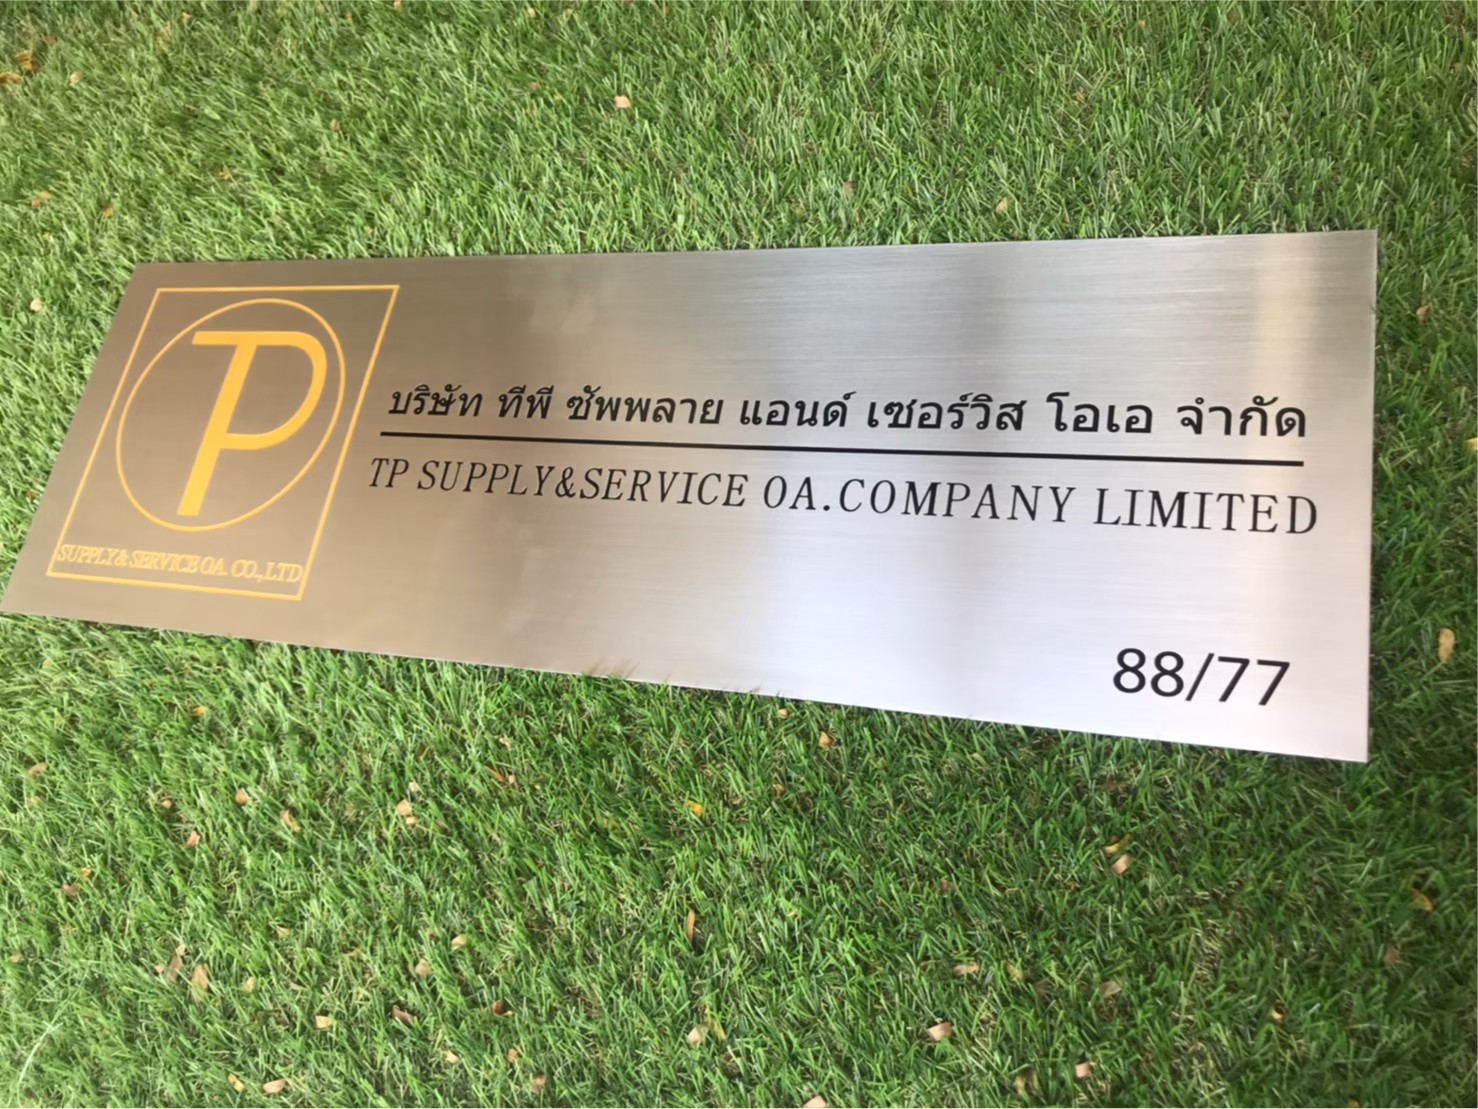 TP
SUPPLY&SERVICE OA. CO.,LTD
บริษัท ทีพี ซัพพลาย แอนด์ เซอร์วิส โอเอ จำกัด
TP SUPPLY&SERVICE OA.COMPANY LIMITED
88/77